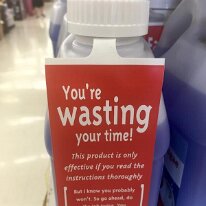 You're
wasting
your time!
This product is only
effective if you read the
instructions thoroughly
But i know you probably
won't. So go ahead, do